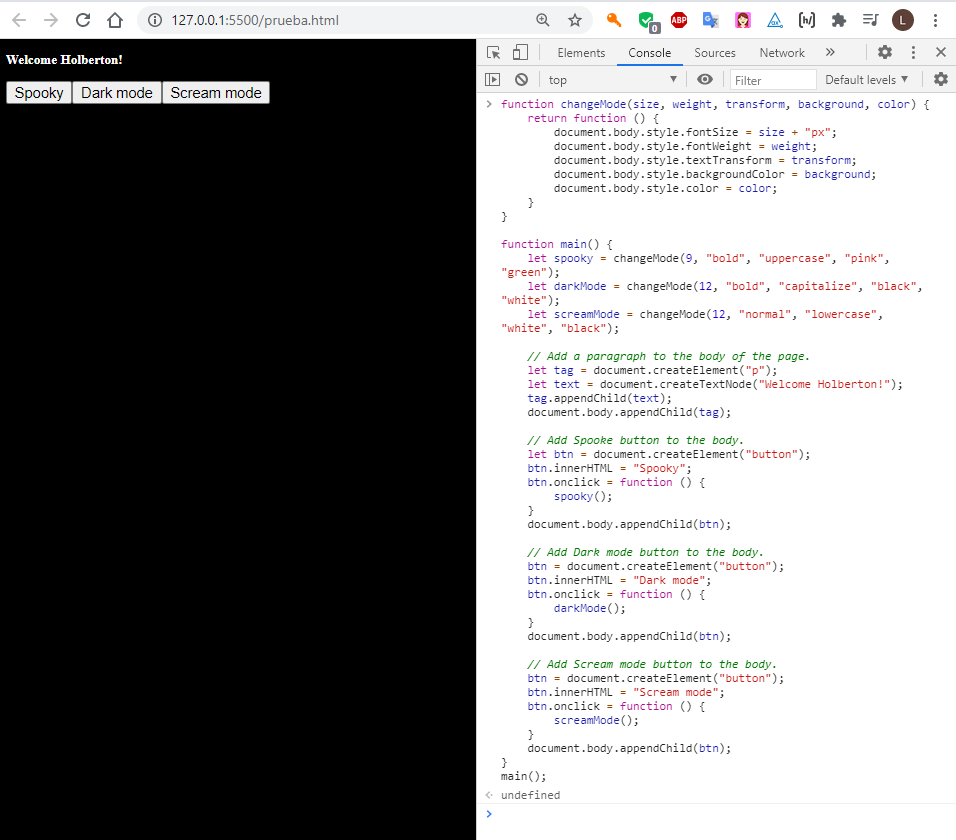 127.0.0.1:5500/prueba.html
0
ABP
L
Welcome Holberton!
Spooky
Dark mode
Scream mode
Elements
Console
Sources
Network
»
top
Filter
Default levels
function changeMode(size, weight, transform, background, color) {
return function () {
document.body.style.fontSize = size + "px";
document.body.style.fontWeight = weight;
document.body.style.textTransform = transform;
document.body.style.backgroundColor = background;
document.body.style.color = color;
}
}
function main() {
let spooky = changeMode(9, "bold", "uppercase", "pink",
"green");
let darkMode = changeMode(12, "bold", "capitalize", "black",
"white");
let screamMode = changeMode(12, "normal", "lowercase",
"white", "black");
// Add a paragraph to the body of the page.
let tag = document.createElement("p");
let text = document.createTextNode("Welcome Holberton!");
tag.appendChild(text);
document.body.appendChild(tag);
// Add Spooke button to the body.
let btn = document.createElement("button");
btn.innerHTML = "Spooky";
btn.onclick = function () {
spooky();
}
document.body.appendChild(btn);
// Add Dark mode button to the body.
btn = document.createElement("button");
btn.innerHTML = "Dark mode";
btn.onclick = function () {
darkMode();
}
document.body.appendChild(btn);
// Add Scream mode button to the body.
btn = document.createElement("button");
btn.innerHTML = "Scream mode";
btn.onclick = function () {
screamMode();
}
document.body.appendChild(btn);
}
main();
undefined